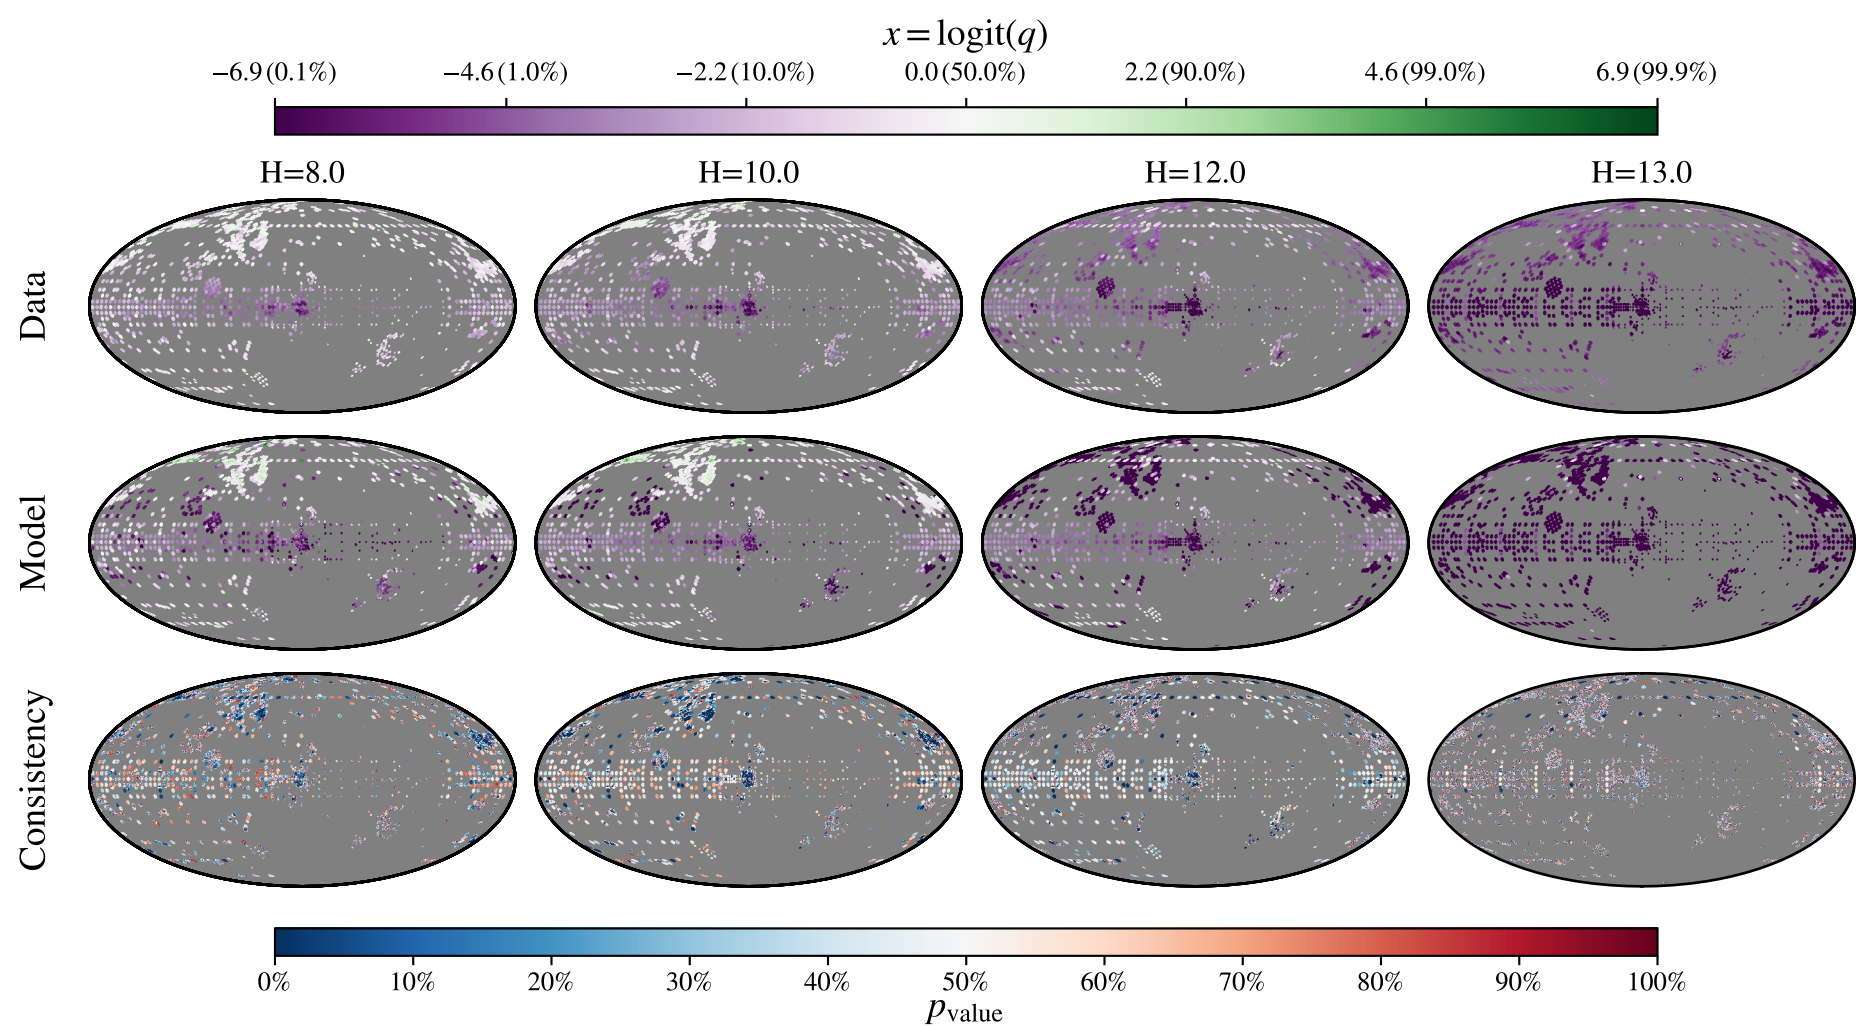 x = logit(q)
−6.9 (0.1%) −4.6 (1.0%) −2.2 (10.0%) 0.0 (50.0%) 2.2 (90.0%) 4.6 (99.0%) 6.9 (99.9%)
H=8.0 H=10.0 H=12.0 H=13.0
Data
Model
Consistency
0% 10% 20% 30% 40% 50% 60% 70% 80% 90% 100%
pvalue